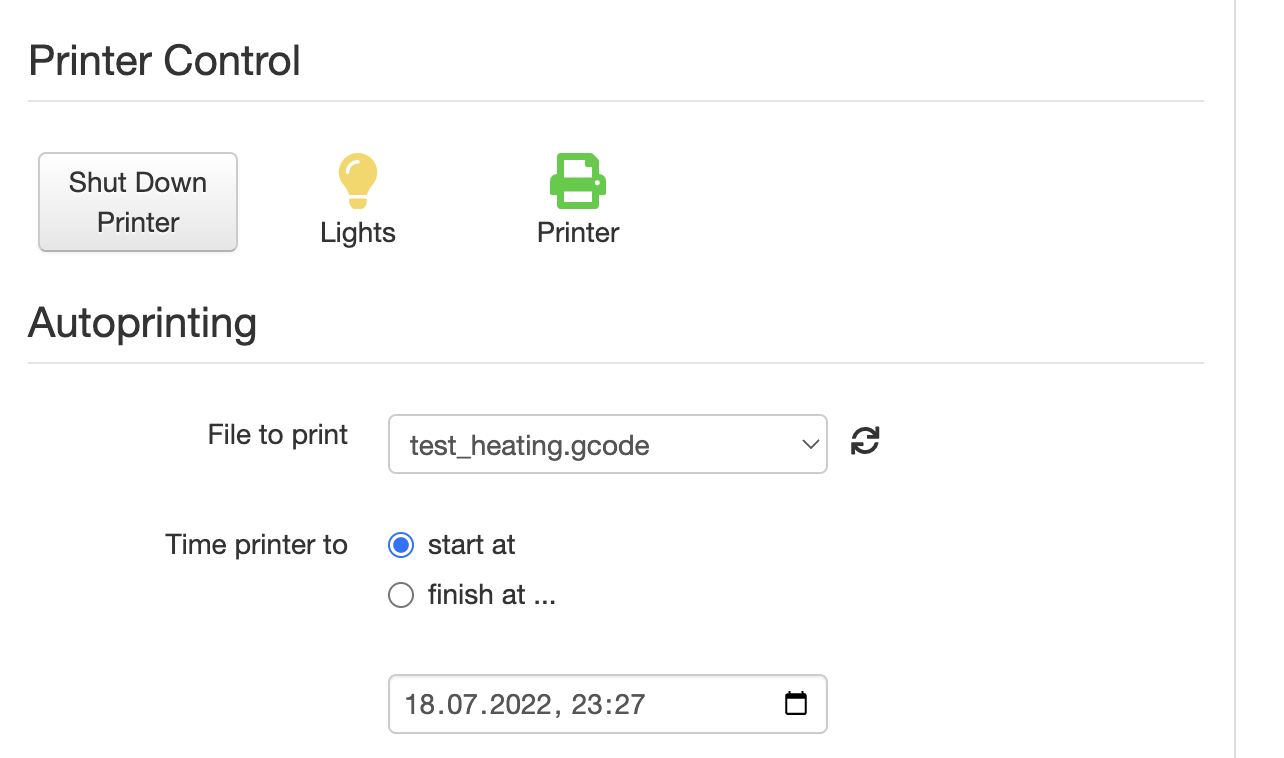 Printer Control
Shut Down
Printer
Lights
Printer
Autoprinting
File to print
test_heating.gcode
Time printer to
start at
finish at ...
18.07.2022, 23:27